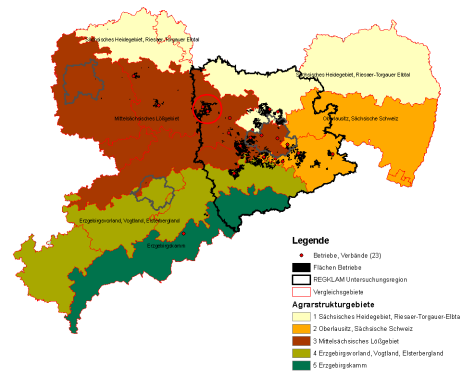 Sächsisches Heidegebiet, Riesaer-Torgauer Elbtal
Sächsisches Heidegebiet, Riesaer-Torgauer Elbtal
Mittelsächsisches Lößgebiet
Oberlausitz, Sächsische Schweiz
Erzgebirgsvorland, Vogtland, Elsterbergland
Erzgebirgskamm
Legende
Betriebe, Verbände (23)
Flächen Betriebe
REGKLAM Untersuchungsregion
Vergleichsgebiete
Agrarstrukturgebiete
1 Sächsisches Heidegebiet, Riesaer-Torgauer-Elbta
2 Oberlausitz, Sächsische Schweiz
3 Mittelsächsisches Lößgebiet
4 Erzgebirgsvorland, Vogtland, Elsterbergland
5 Erzgebirgskamm